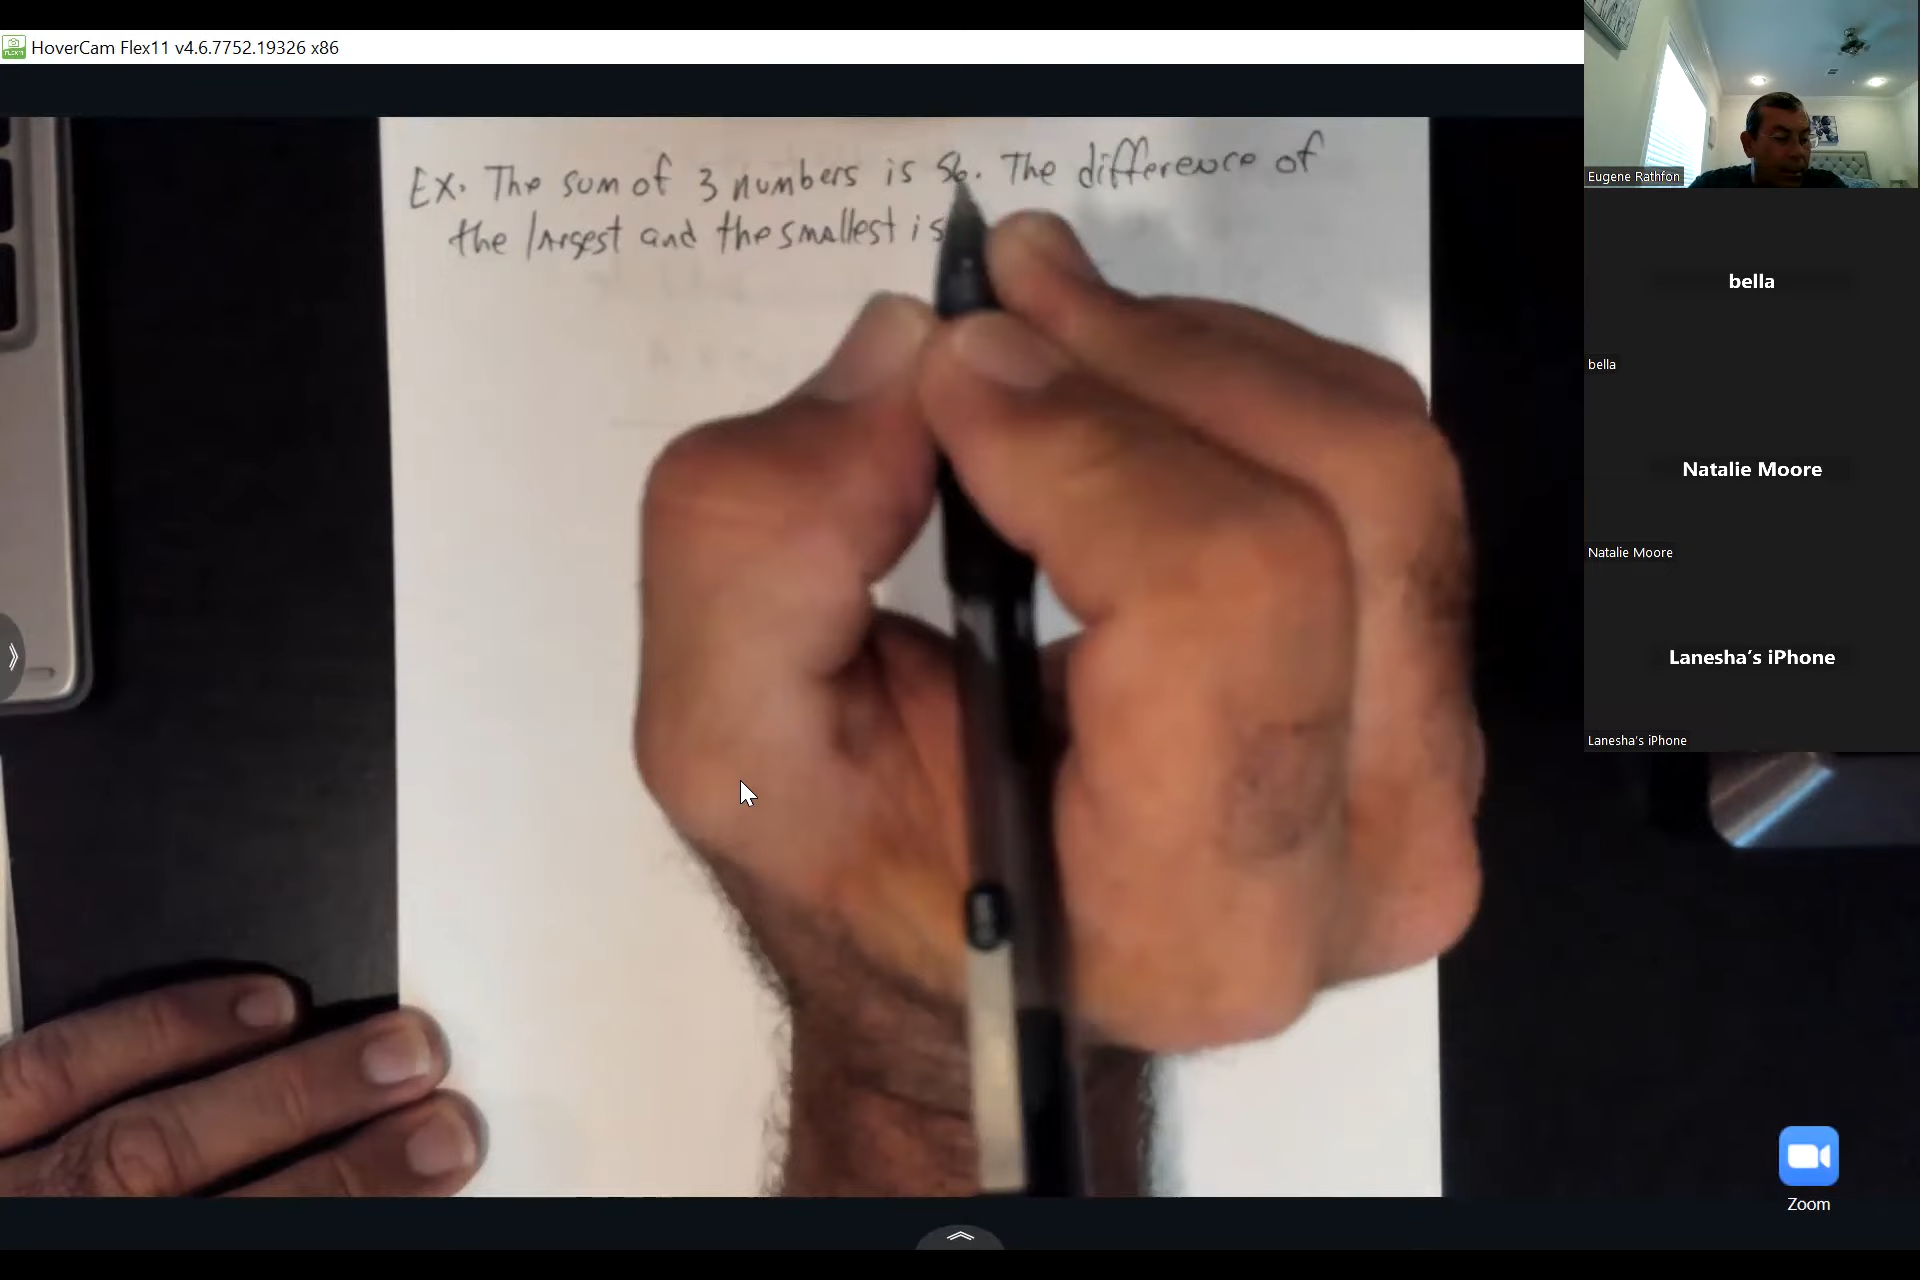 HoverCam Flex11 v4.6.7752.19326 x86
Ex. The sum of 3 numbers is 56. The difference of
the largest and the smallest is
Eugene Rathfon
bella
bella
Natalie Moore
Natalie Moore
Lanesha's iPhone
Lanesha's iPhone
Zoom